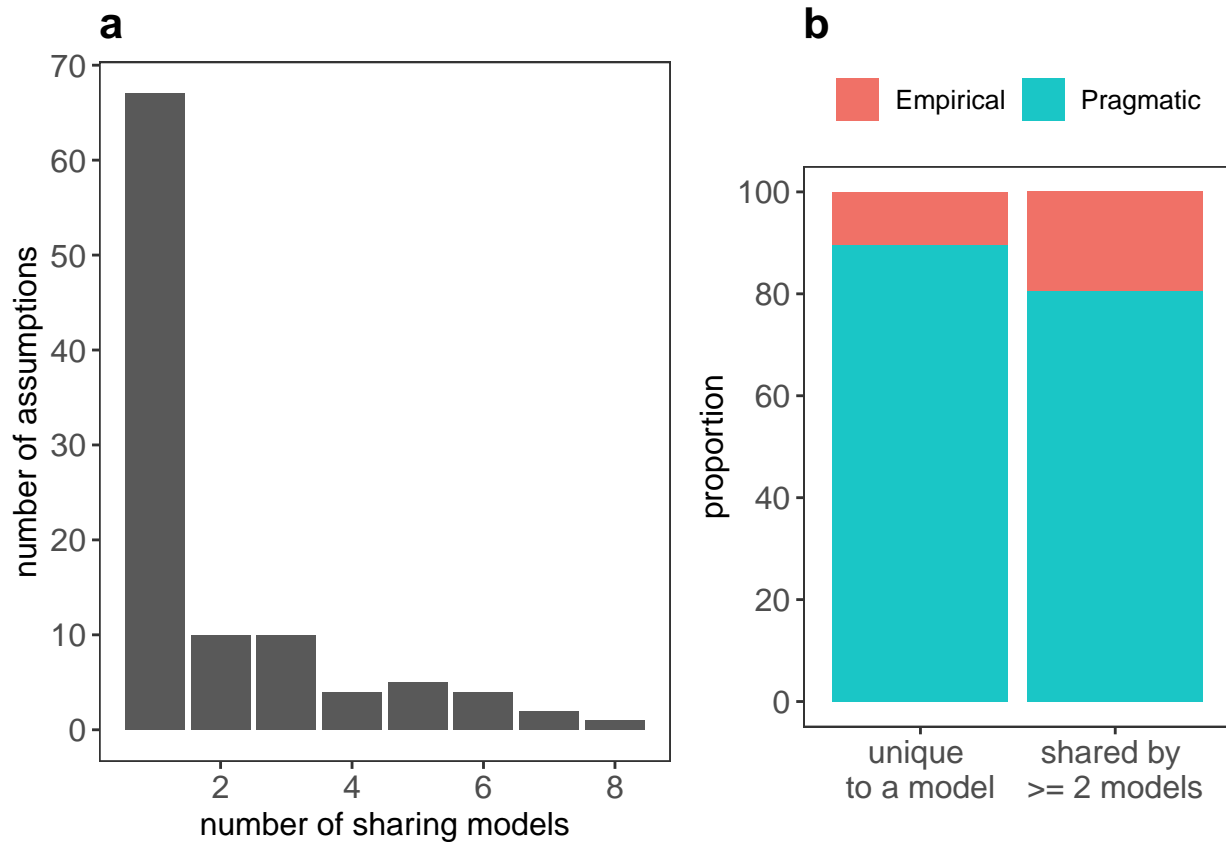 a
70
60
50
40
30
20
10
0
number of assumptions
2 4 6 8
number of sharing models
b
Empirical Pragmatic
100
80
60
40
20
0
proportion
unique
to a model
shared by
>= 2 models